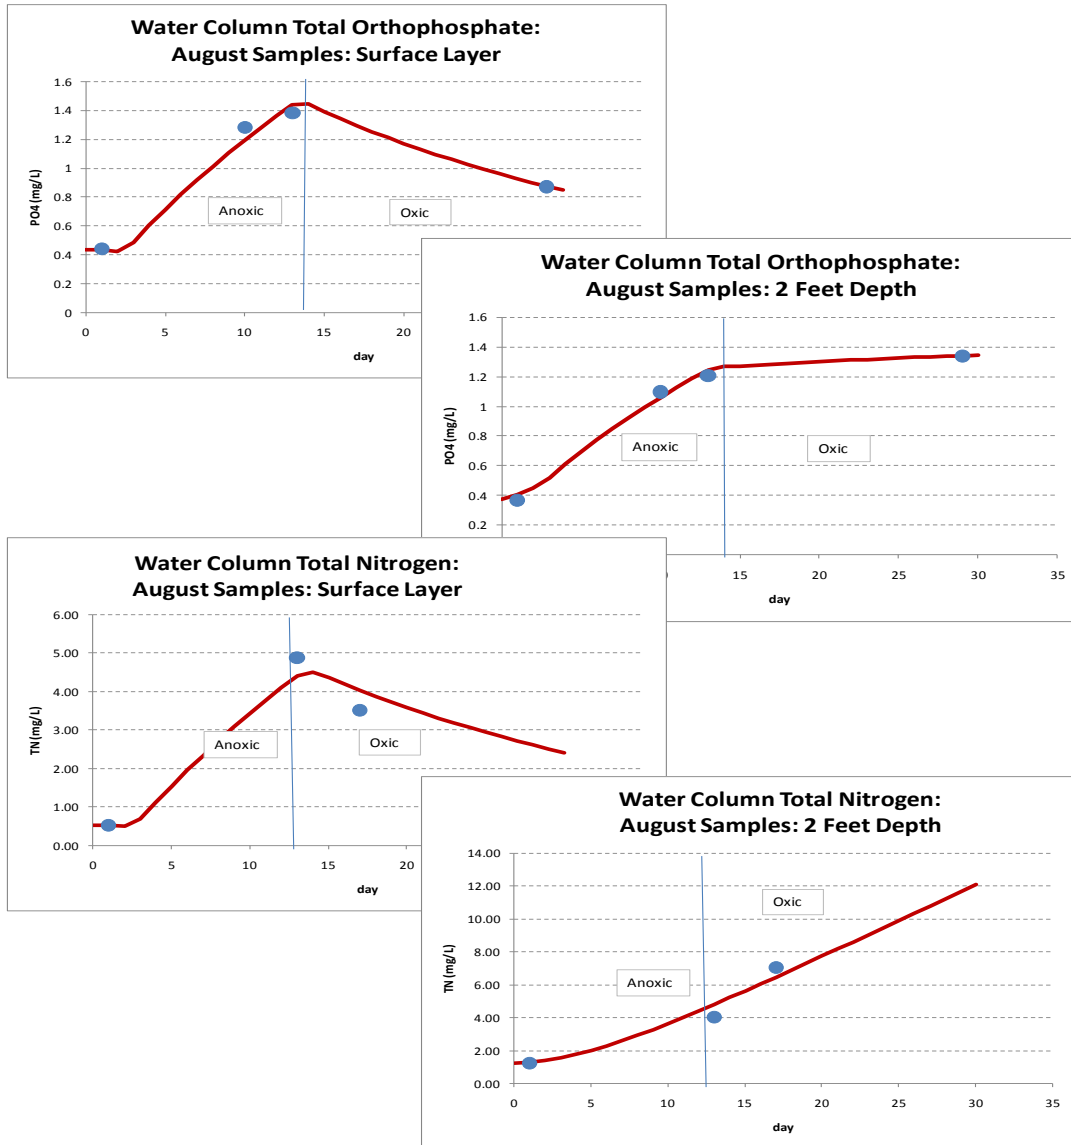 Water Column Total Orthophosphate:
August Samples: Surface Layer
1.6
1.4
1.2
1
0.8
0.6
0.4
0.2
0
PO4 (mg/L)
Anoxic
Oxic
0 5 10 15 20
day
Water Column Total Orthophosphate:
August Samples: 2 Feet Depth
1.6
1.4
1.2
1
0.8
0.6
0.4
0.2
PO4 (mg/L)
Anoxic
Oxic
15 20 25 30 35
day
Water Column Total Nitrogen:
August Samples: Surface Layer
6.00
5.00
4.00
3.00
2.00
1.00
0.00
TN (mg/L)
Anoxic
Oxic
0 5 10 15 20
day
Water Column Total Nitrogen:
August Samples: 2 Feet Depth
14.00
12.00
10.00
8.00
6.00
4.00
2.00
0.00
TN (mg/L)
Oxic
Anoxic
0 5 10 15 20 25 30 35
day